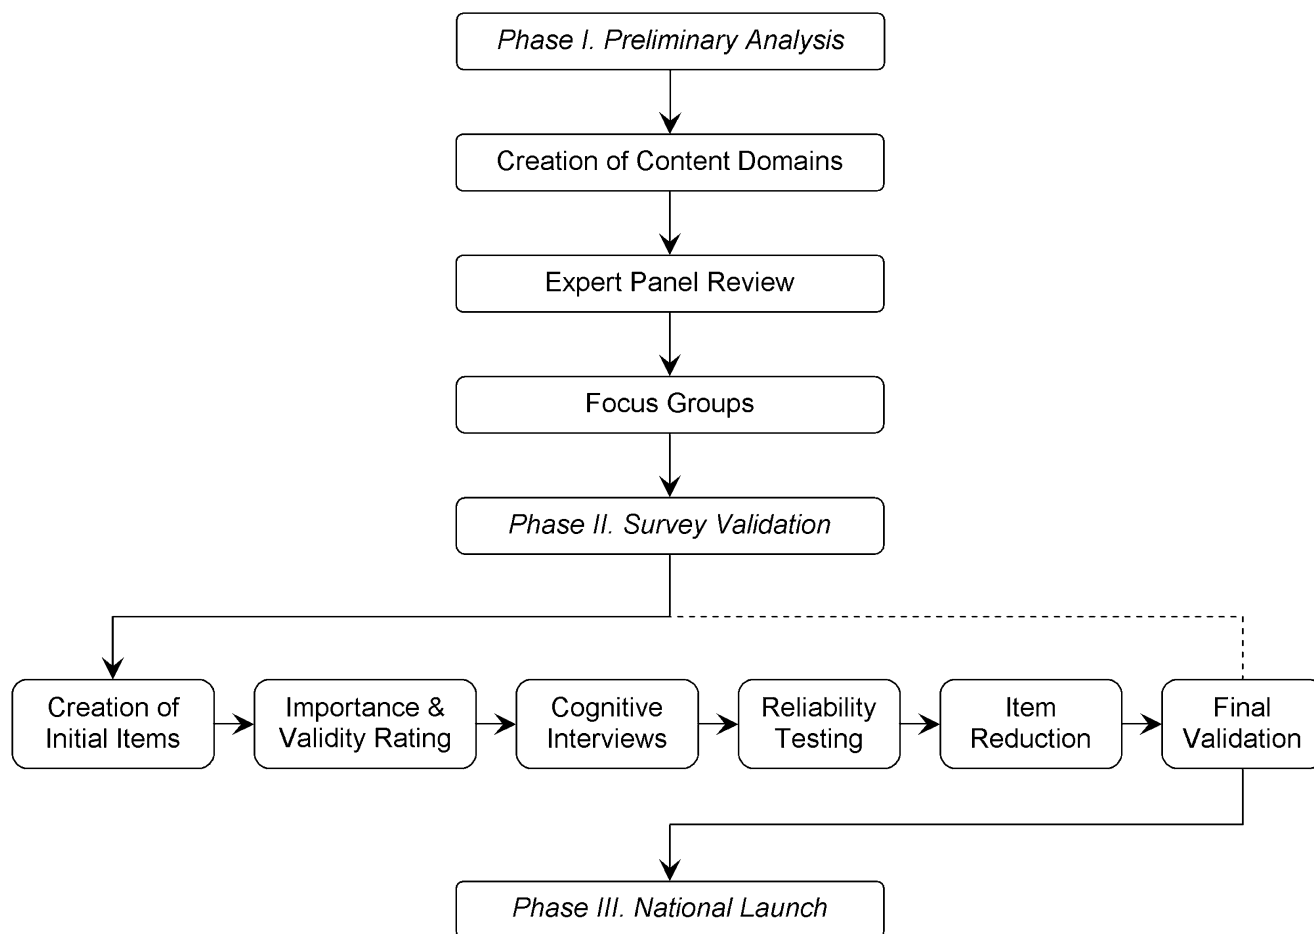 Phase I. Preliminary Analysis
Creation of Content Domains
Expert Panel Review
Focus Groups
Phase II. Survey Validation
Creation of
Initial Items
Importance &
Validity Rating
Cognitive
Interviews
Reliability
Testing
Item
Reduction
Final
Validation
Phase III. National Launch